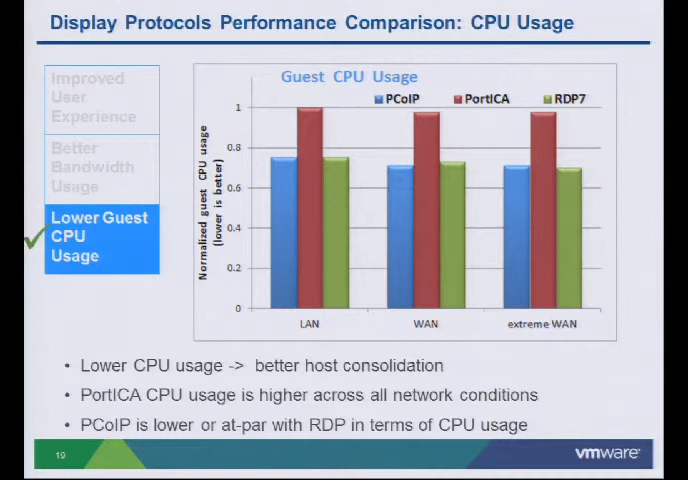 Display Protocols Performance Comparison: CPU Usage
Improved
User
Experience
Better
Bandwidth
Usage
Lower Guest
CPU
Usage
Guest CPU Usage
PCoIP PortICA RDP7
Normalized guest CPU usage
(lower is better)
1
0.8
0.6
0.4
0.2
0
LAN WAN extreme WAN
• Lower CPU usage -> better host consolidation
• PortICA CPU usage is higher across all network conditions
• PCoIP is lower or at-par with RDP in terms of CPU usage
19
vmware